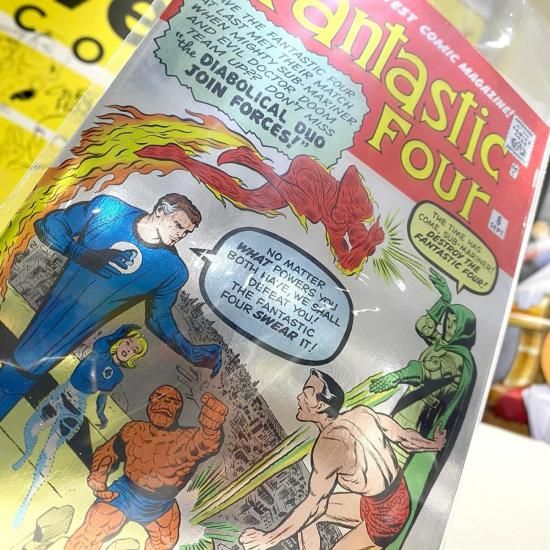 ve
CO
EST COMIC MAGAZINE!
Fantastic
FOUR
6
SEPT.
HAVE THE FANTASTIC FOUR
AT LAST MET THEIR MATCH
WHEN MIGHTY SUB-MARINER
AND EVIL DOCTOR DOOM
TEAM UP?? DON'T MISS
"the
DIABOLICAL DUO
JOIN FORCES!"
THE TIME HAS
COME, SUB-MARINER!
DESTROY THE
FANTASTIC FOUR!
NO MATTER
WHAT POWERS YOU
BOTH HAVE, WE SHALL
DEFEAT YOU!
THE FANTASTIC
FOUR SWEAR IT!